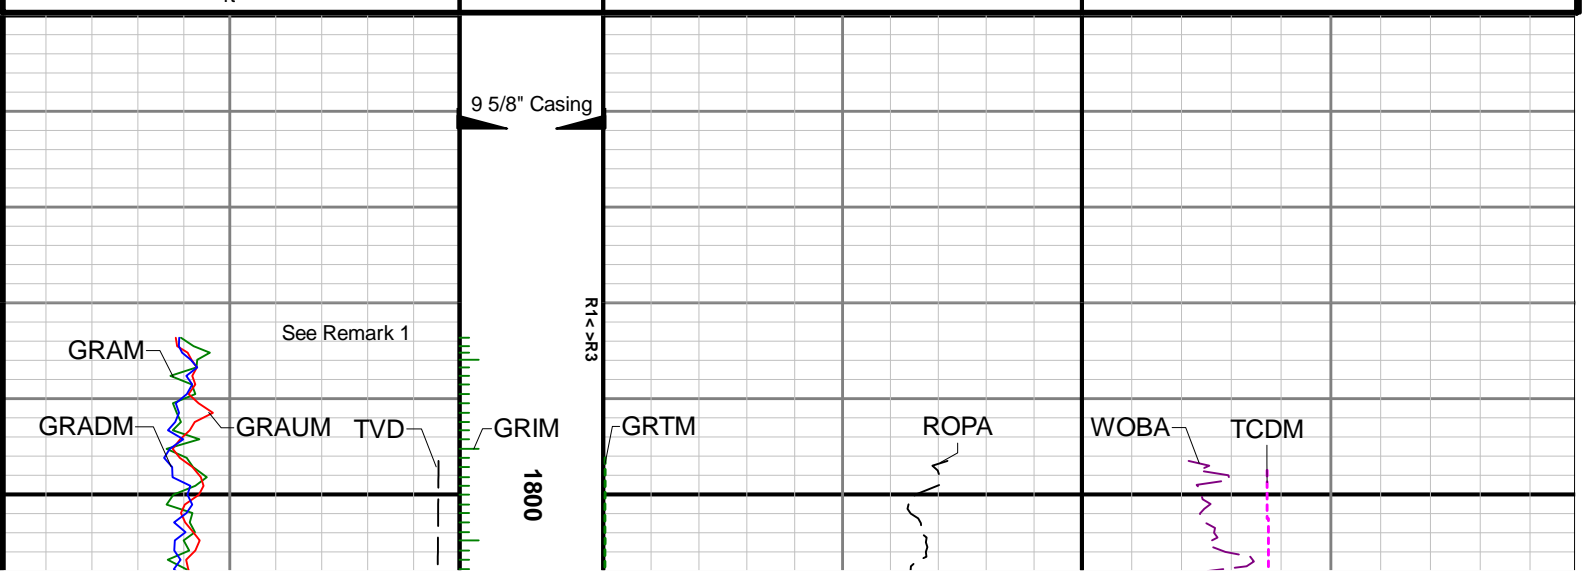 9 5/8" Casing
R1< >R3
See Remark 1
GRAM
GRADM
GRAUM
TVD
GRIM
GRTM
ROPA
WOBA
TCDM
1800